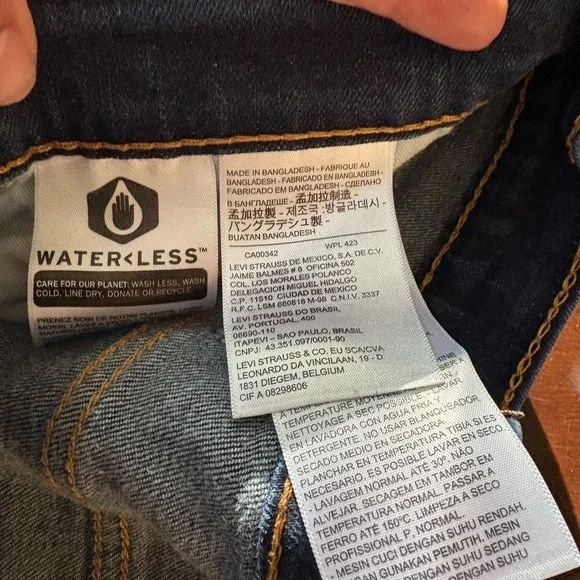 WATER<LESS™
CARE FOR OUR PLANET: WASH LESS, WASH
COLD, LINE DRY, DONATE OR RECYCLE
PRENEZ SOIN DE NOTRE
MADE IN BANGLADESH - FABRIQUE AU
BANGLADESH - FABRICADO EN BANGLADESH -
FABRICADO EM BANGLADESH - СДЕЛАНО
В БАНГЛАДЕШЕ - 孟加拉制造 -
孟加拉製 - 제조국 :방글라데시 -
バングラデシュ製 -
BUATAN BANGLADESH
CA00342 WPL 423
LEVI STRAUSS DE MEXICO, S.A. DE C.V.
JAIME BALMES # 8 OFICINA 502
COL. LOS MORALES POLANCO
DELEGACION MIGUEL HIDALGO
C.P. 11510 CIUDAD DE MEXICO
R.F.C. LSM 660818 M-98 C.N.I.V. 3337
LEVI STRAUSS DO BRASIL
AV. PORTUGAL, 400
06690-110
ITAPEVI – SAO PAULO, BRASIL
CNPJ: 43.351.097/0001-90
LEVI STRAUSS & CO. EU SCA/CVA
LEONARDO DA VINCILAAN, 19 - D
1831 DIEGEM, BELGIUM
CIF A 08298606
A TEMPERATURE
NETTOYAGE A SEC POSSIBLE
EN LAVADORA CON AGUA FRIA Y
DETERGENTE. NO USAR BLANQUEADOR.
SECADO MEDIO EN SECADORA
PLANCHAR EN TEMPERATURA TIBIA SI ES
NECESARIO. ES POSIBLE LAVAR EN SECO
- LAVAGEM NORMAL ATÉ 30° NÃO
ALVEJAR. SECAGEM EM TAMBOR EM
TEMPERATURA NORMAL. PASSAR A
FERRO ATÉ 150ºC. LIMPEZA A SECO
PROFISSIONAL, P, NORMAL.
MESIN CUCI DENGAN SUHU RENDAH.
GUNAKAN PEMUTIH, MESIN
DENGAN SUHU SEDANG
DENGAN SUHU